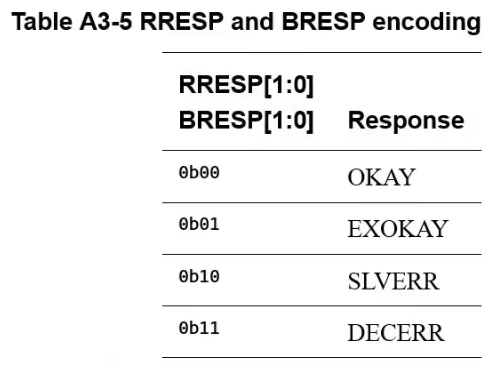 Table A3-5 RRESP and BRESP encoding
RRESP[1:0]
BRESP[1:0] Response
0b00 OKAY
0b01 EXOKAY
0b10 SLVERR
0b11 DECERR